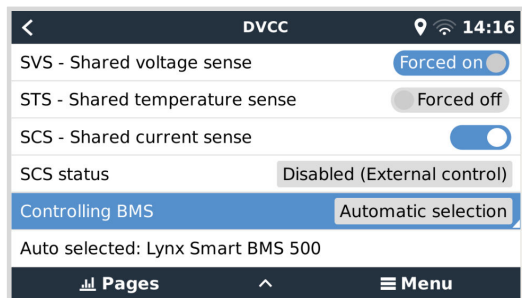 DVCC 14:16
SVS - Shared voltage sense Forced on
STS - Shared temperature sense Forced off
SCS - Shared current sense
SCS status Disabled (External control)
Controlling BMS Automatic selection
Auto selected: Lynx Smart BMS 500
Pages Menu